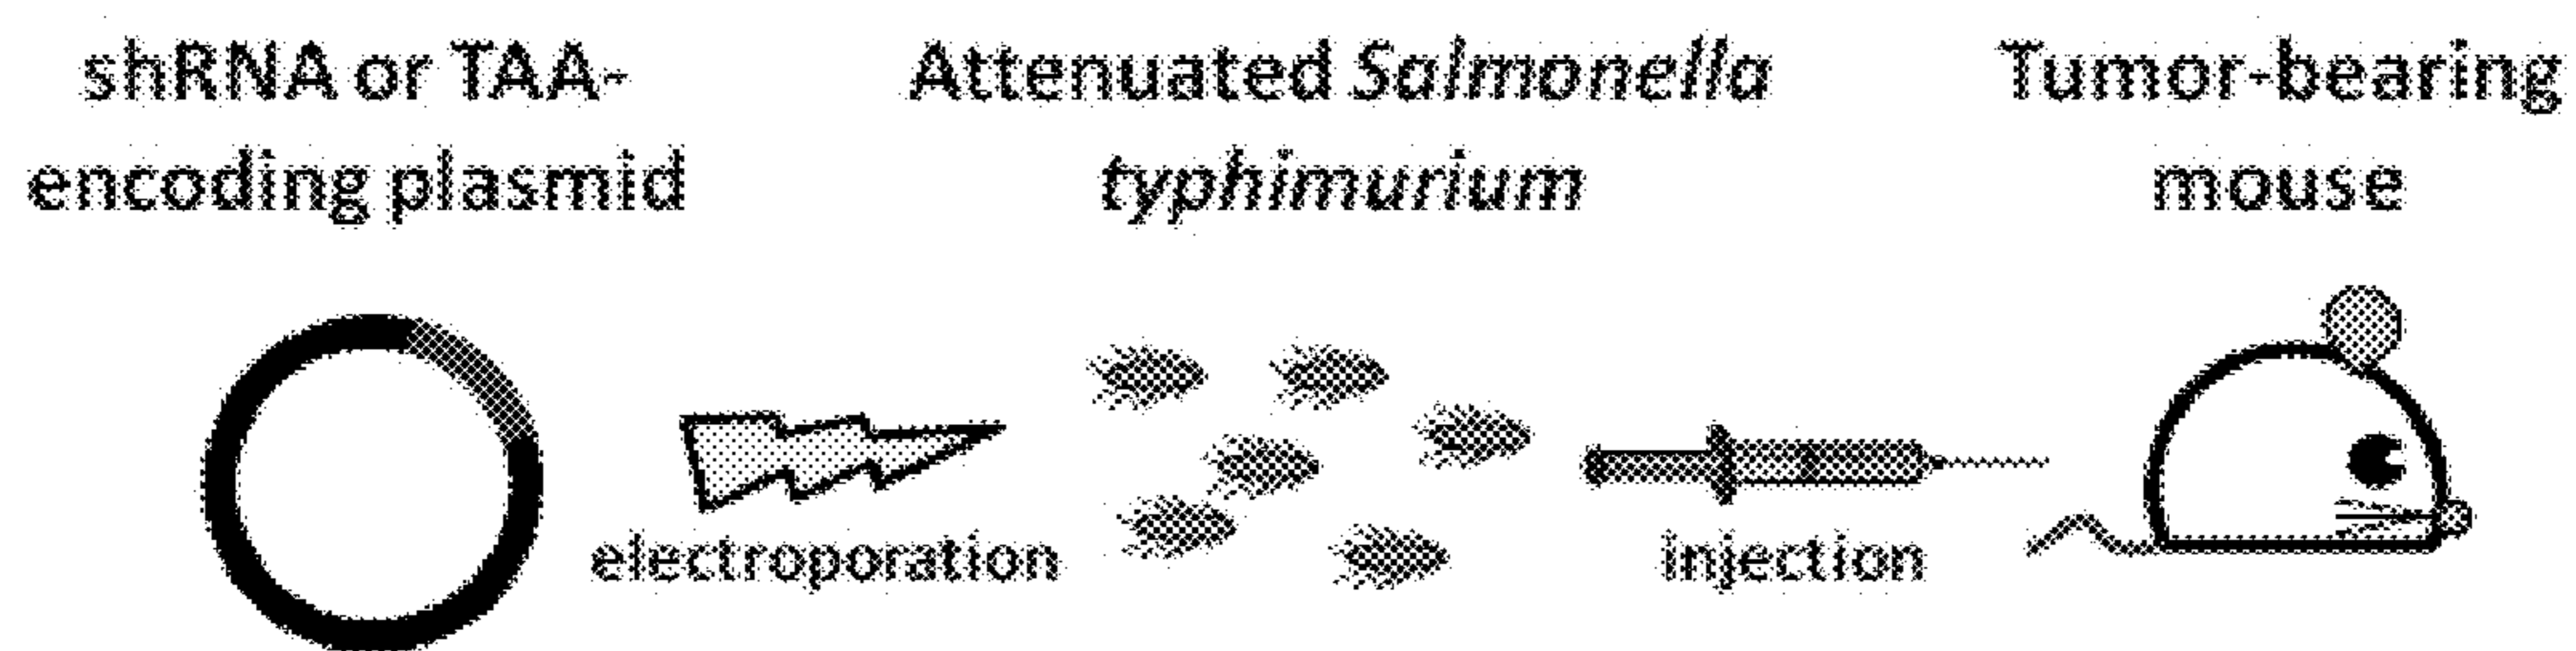 shRNA or TAA-
encoding plasmid
Attenuated Salmonella
typhimurium
Tumor-bearing
mouse
electroporation
injection